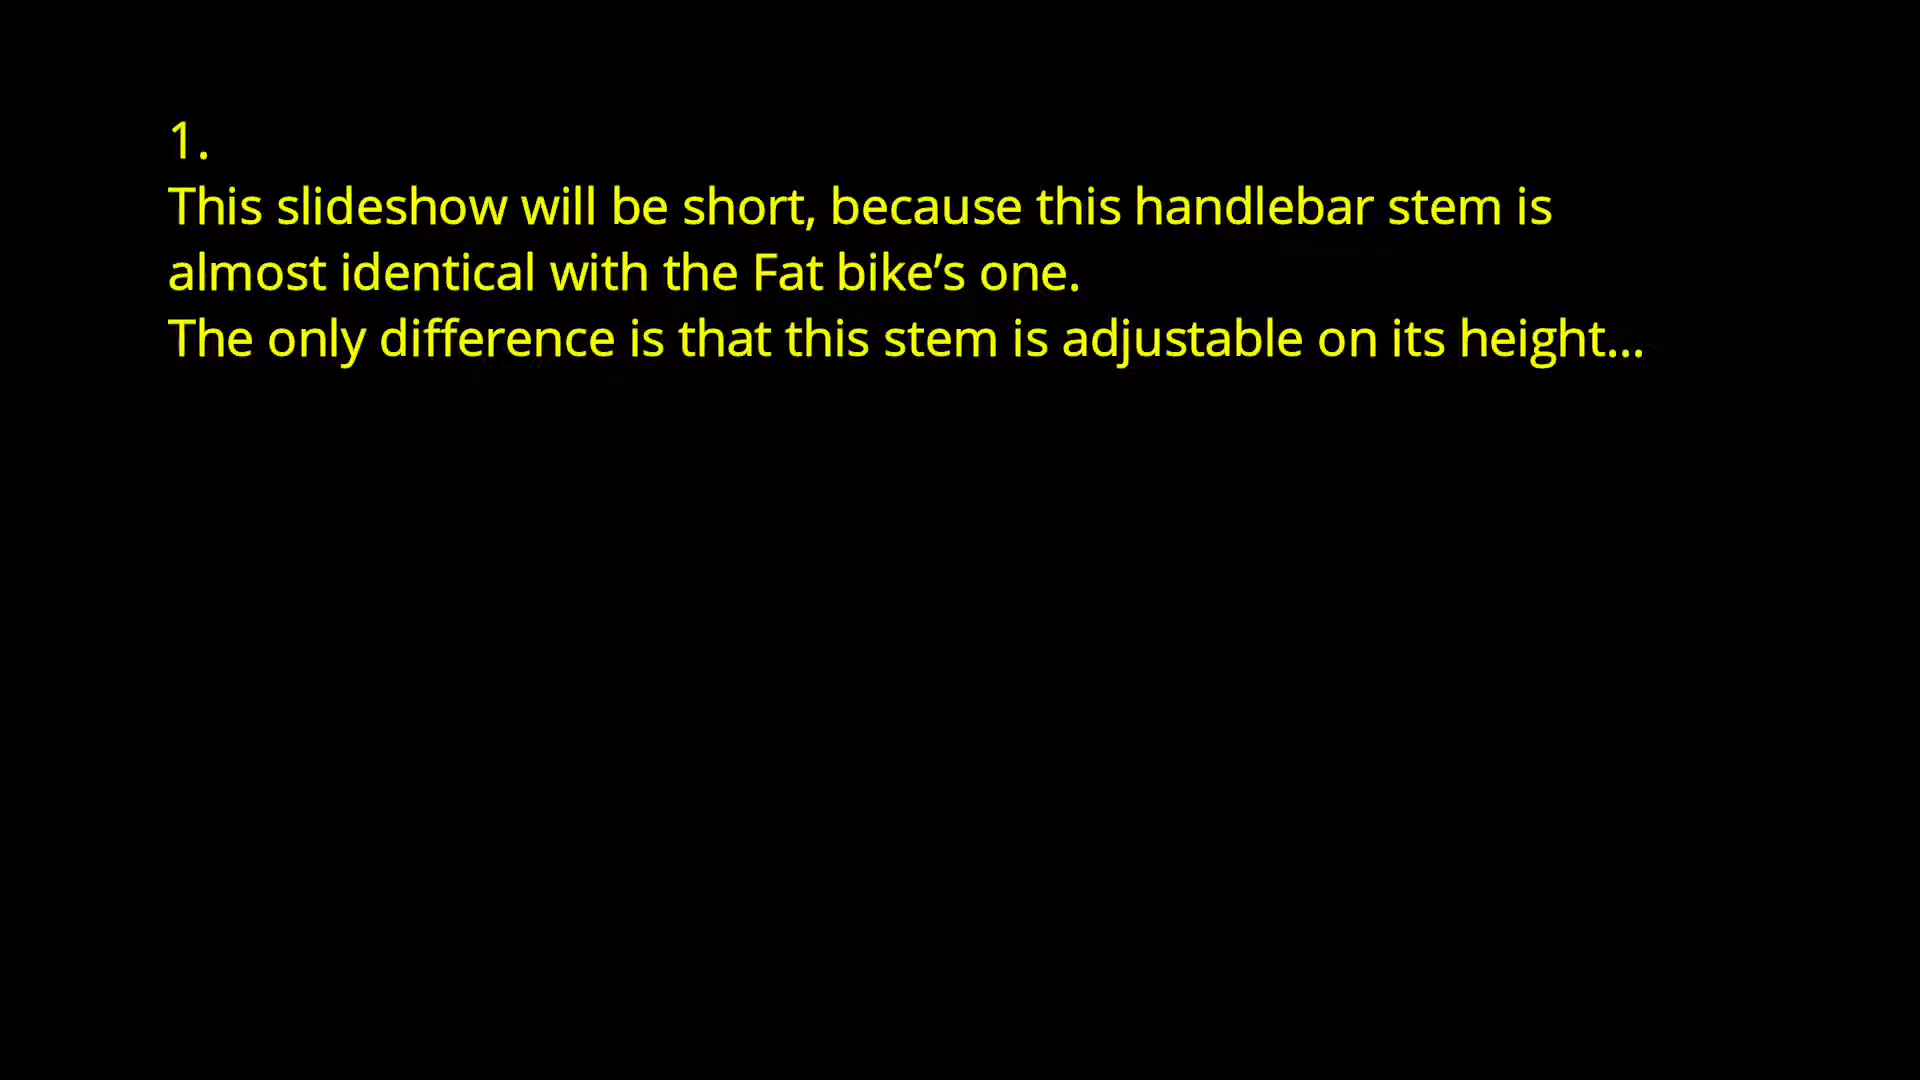 1.
This slideshow will be short, because this handlebar stem is
almost identical with the Fat bike’s one.
The only difference is that this stem is adjustable on its height...